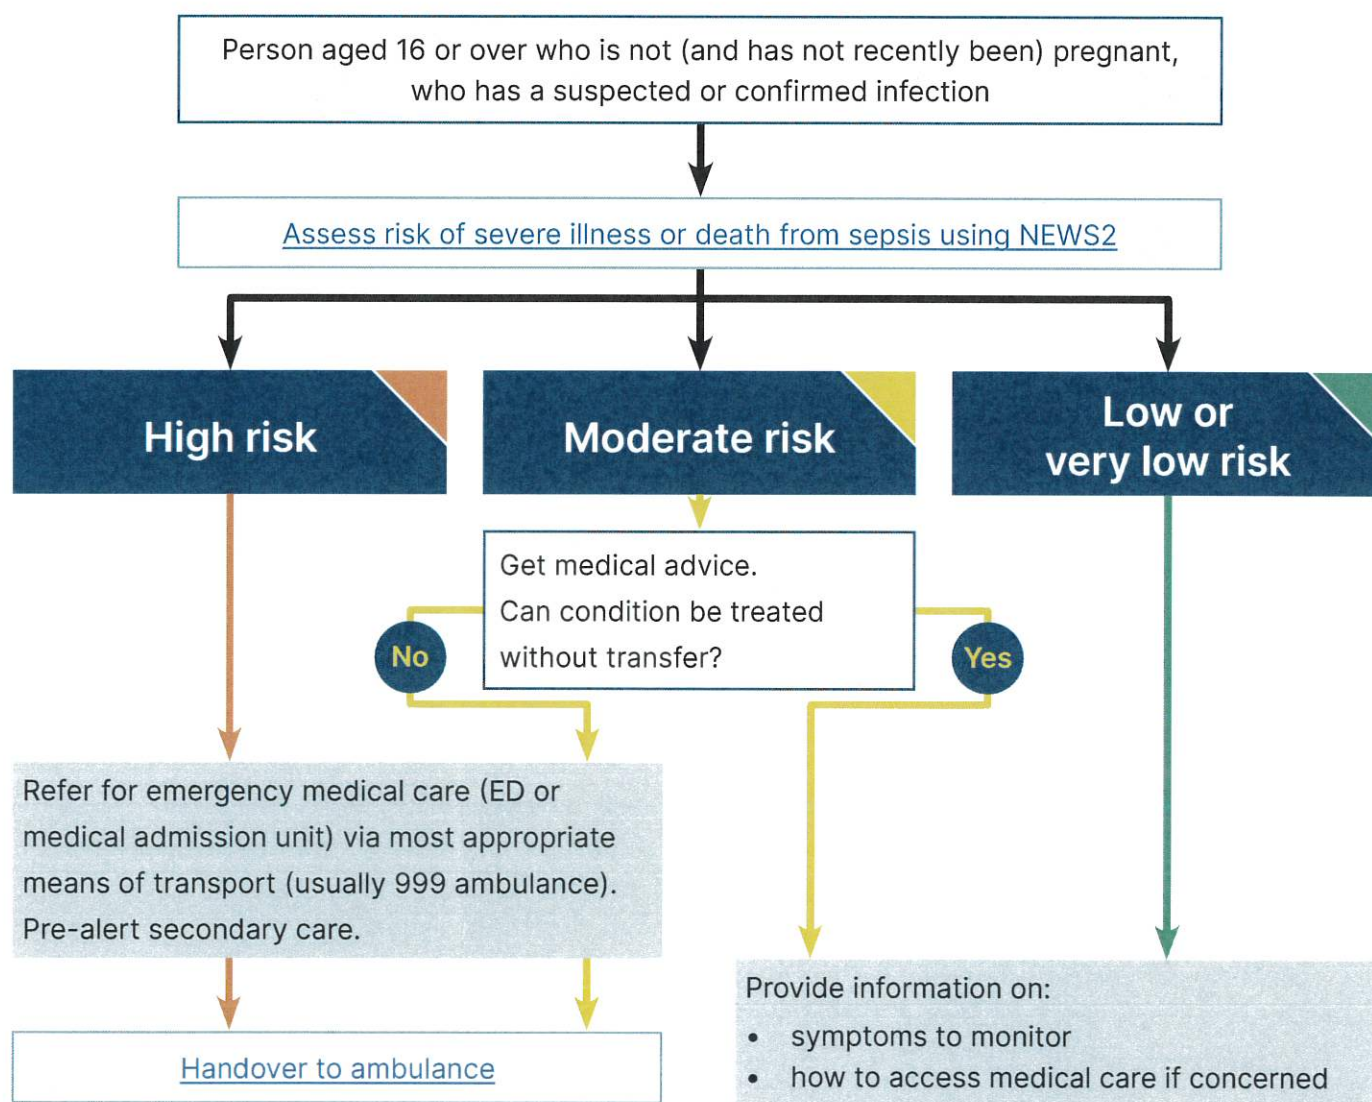 Person aged 16 or over who is not (and has not recently been) pregnant,
who has a suspected or confirmed infection
Assess risk of severe illness or death from sepsis using NEWS2
High risk
Moderate risk
Low or
very low risk
Get medical advice.
Can condition be treated
without transfer?
No
Yes
Refer for emergency medical care (ED or
medical admission unit) via most appropriate
means of transport (usually 999 ambulance).
Pre-alert secondary care.
Handover to ambulance
Provide information on:
• symptoms to monitor
• how to access medical care if concerned